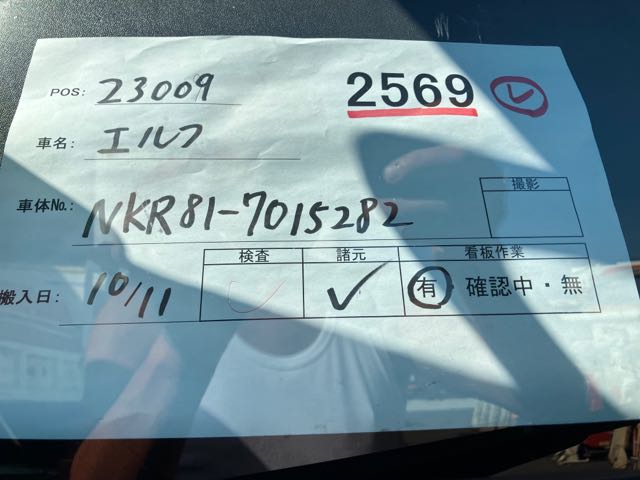 POS: 23009 2569
車名: エルフ
車体No.: NKR81-7015282 撮影
搬入日: 10/11 検査 諸元 看板作業
有 確認中・無